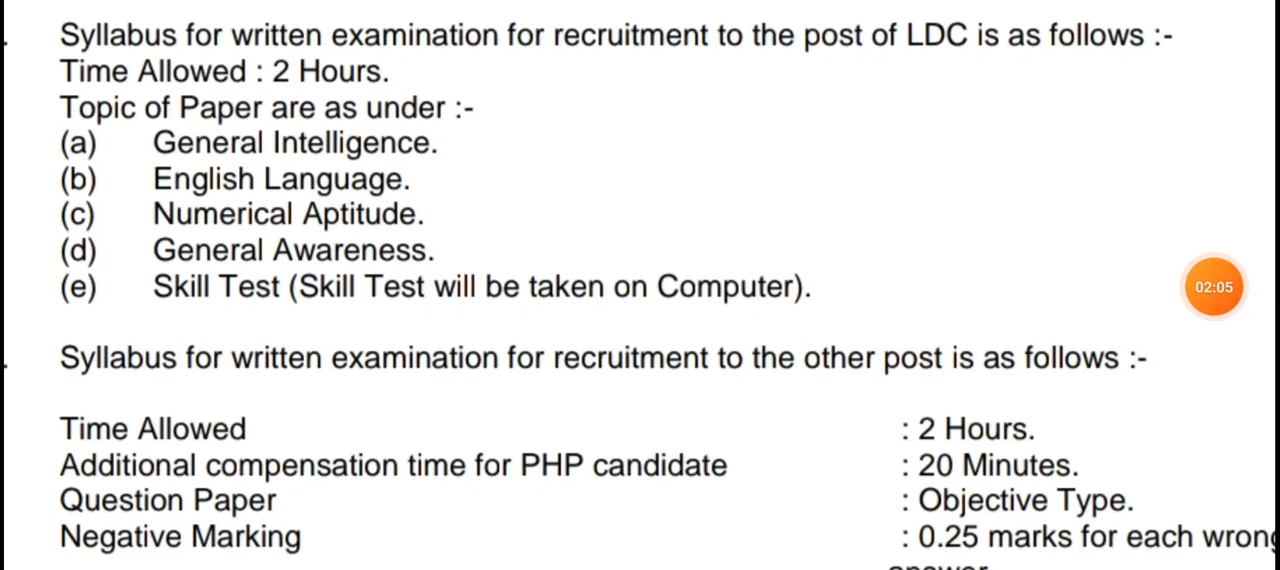 Syllabus for written examination for recruitment to the post of LDC is as follows :-
Time Allowed : 2 Hours.
Topic of Paper are as under :-
(a) General Intelligence.
(b) English Language.
(c) Numerical Aptitude.
(d) General Awareness.
(e) Skill Test (Skill Test will be taken on Computer).
02:05
Syllabus for written examination for recruitment to the other post is as follows :-
Time Allowed : 2 Hours.
Additional compensation time for PHP candidate : 20 Minutes.
Question Paper : Objective Type.
Negative Marking : 0.25 marks for each wrong